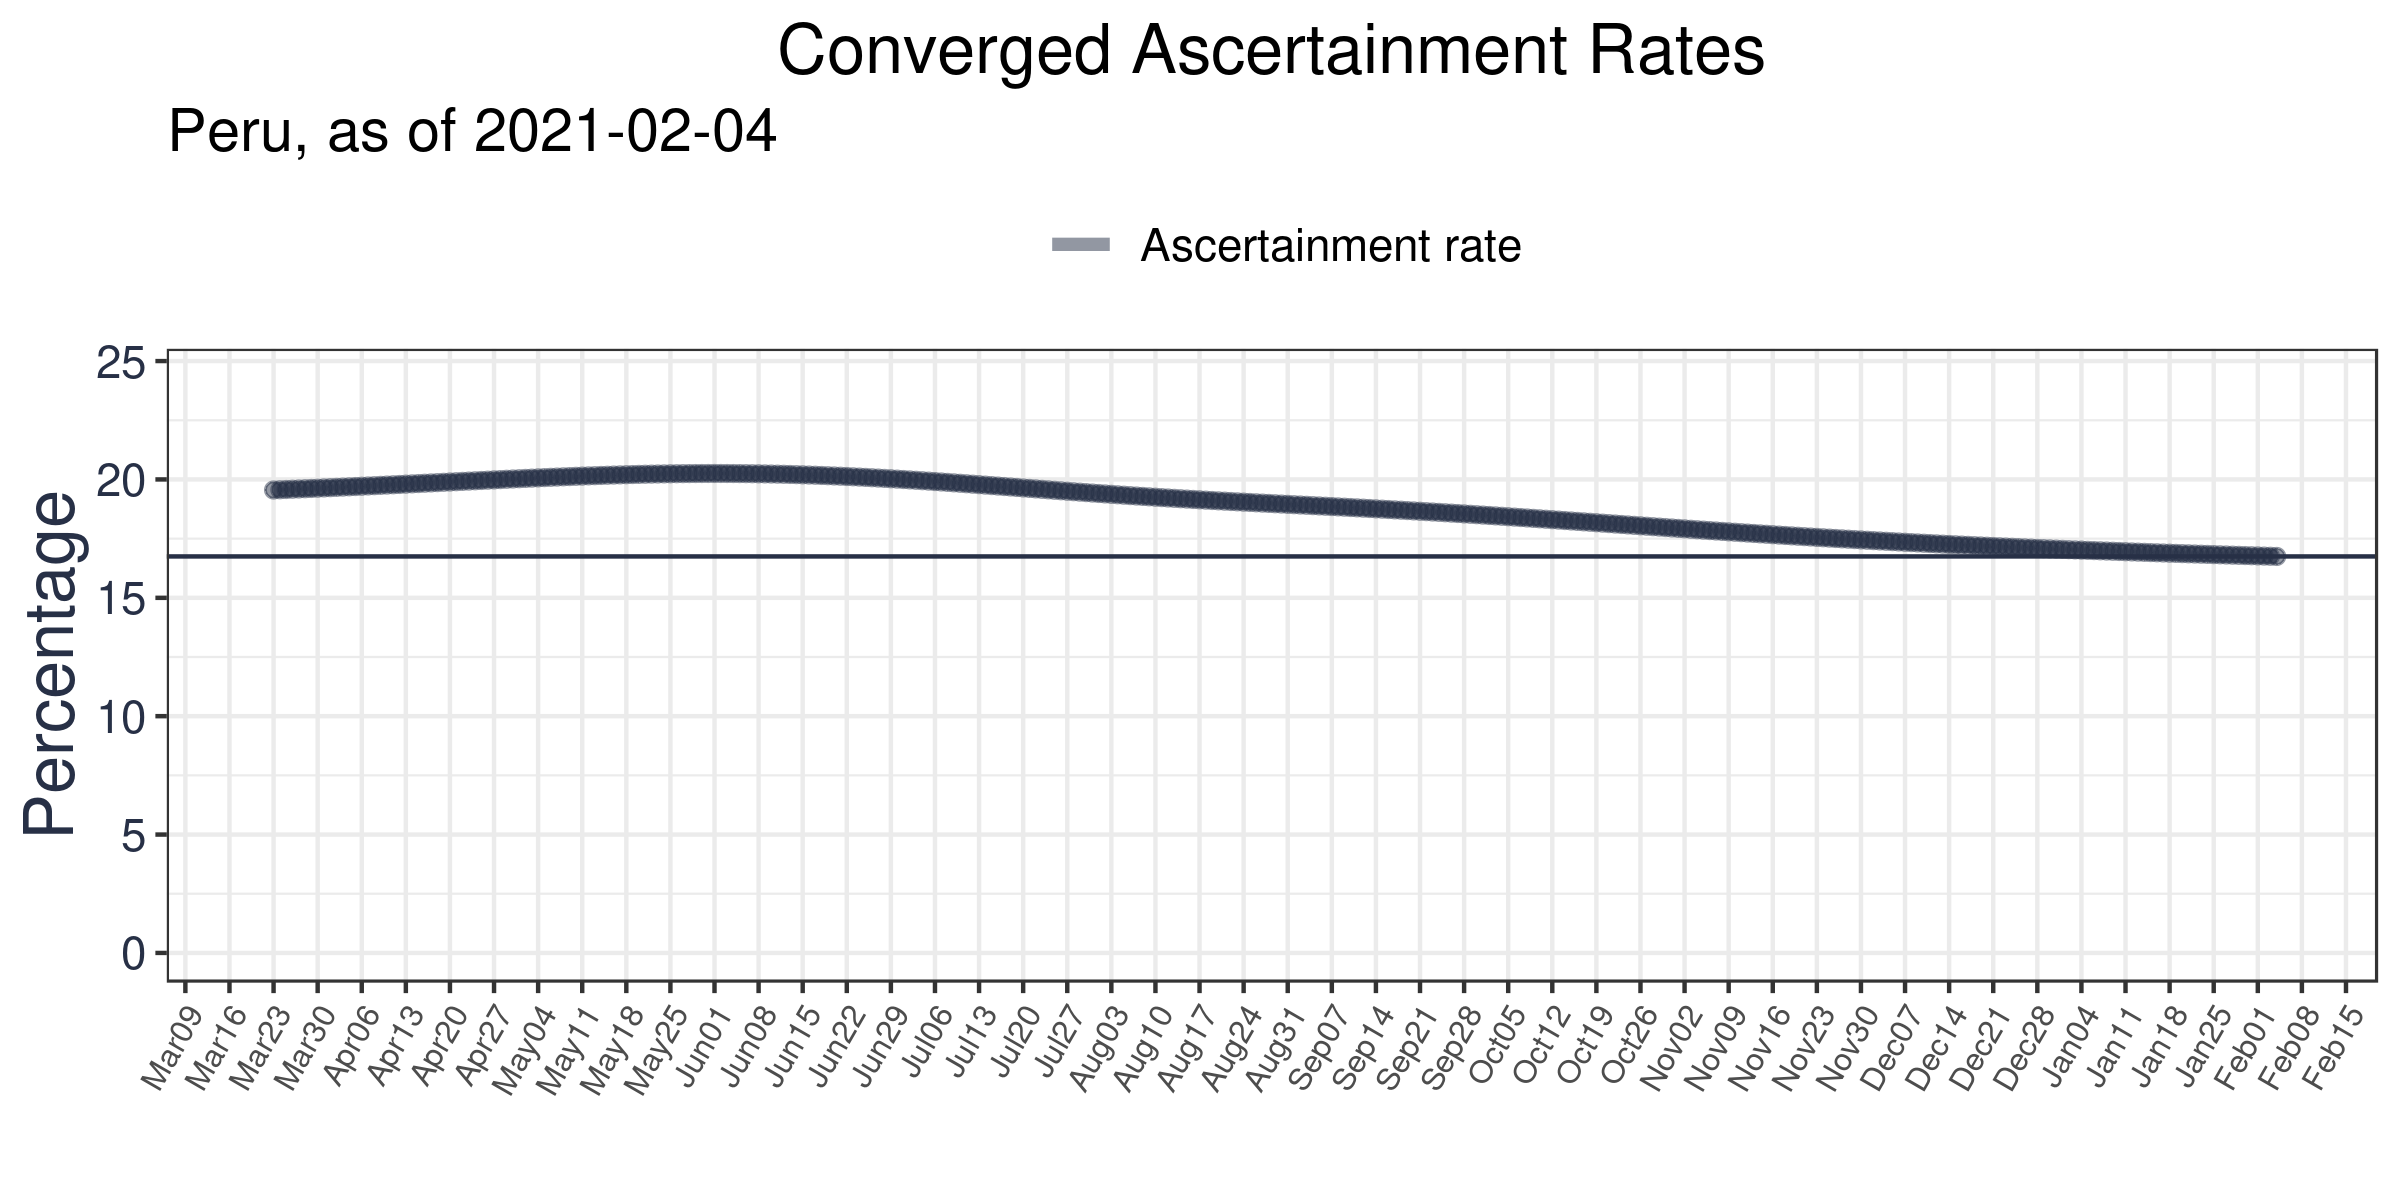 Converged Ascertainment Rates
Peru, as of 2021-02-04
Ascertainment rate
Percentage
25
20
15
10
5
0
Mar09 Mar16 Mar23 Mar30 Apr06 Apr13 Apr20 Apr27 May04 May11 May18 May25 Jun01 Jun08 Jun15 Jun22 Jun29 Jul06 Jul13 Jul20 Jul27 Aug03 Aug10 Aug17 Aug24 Aug31 Sep07 Sep14 Sep21 Sep28 Oct05 Oct12 Oct19 Oct26 Nov02 Nov09 Nov16 Nov23 Nov30 Dec07 Dec14 Dec21 Dec28 Jan04 Jan11 Jan18 Jan25 Feb01 Feb08 Feb15